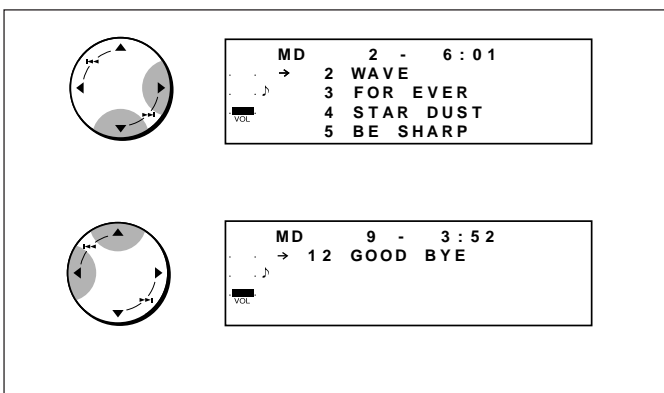 MD 2 - 6:01
→ 2 WAVE
3 FOR EVER
4 STAR DUST
5 BE SHARP
VOL
MD 9 - 3:52
→ 12 GOOD BYE
VOL